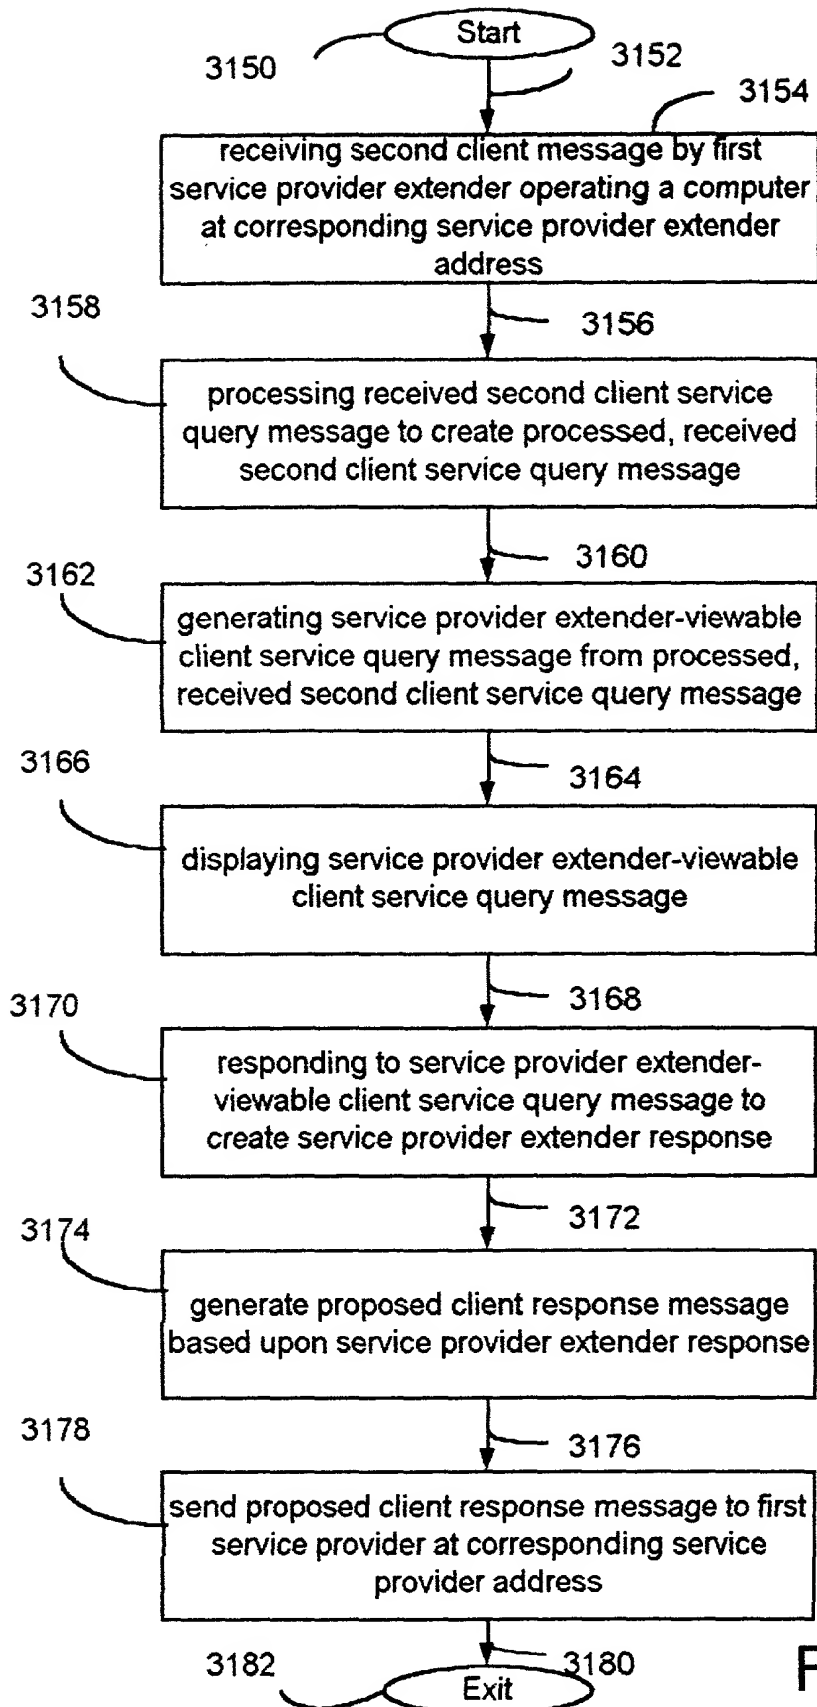 Start
3150
3152
3154
receiving second client message by first
service provider extender operating a computer
at corresponding service provider extender
address
3158
3156
processing received second client service
query message to create processed, received
second client service query message
3160
3162
generating service provider extender-viewable
client service query message from processed,
received second client service query message
3166
3164
displaying service provider extender-viewable
client service query message
3168
3170
responding to service provider extender-
viewable client service query message to
create service provider extender response
3172
3174
generate proposed client response message
based upon service provider extender response
3178
3176
send proposed client response message to first
service provider at corresponding service
provider address
3182
3180
Exit